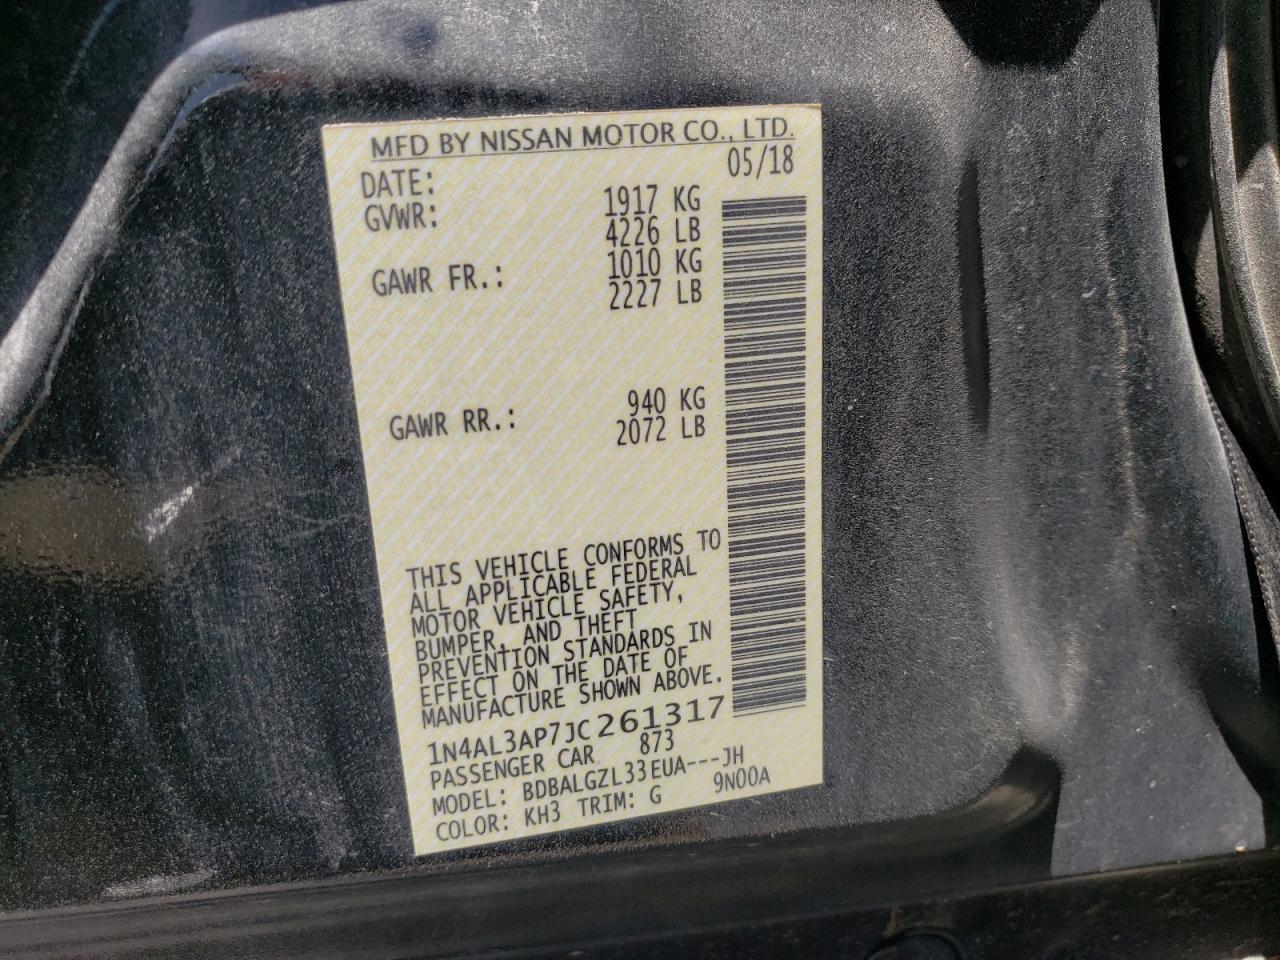 MFD BY NISSAN MOTOR CO., LTD.
DATE: 05/18
GVWR: 1917 KG
4226 LB
GAWR FR.: 1010 KG
2227 LB
GAWR RR.: 940 KG
2072 LB
THIS VEHICLE CONFORMS TO
ALL APPLICABLE FEDERAL
MOTOR VEHICLE SAFETY,
BUMPER, AND THEFT
PREVENTION STANDARDS IN
EFFECT ON THE DATE OF
MANUFACTURE SHOWN ABOVE.
1N4AL3AP7JC261317
PASSENGER CAR 873
MODEL: BDBALGZL33EUA---JH
COLOR: KH3 TRIM: G 9N00A